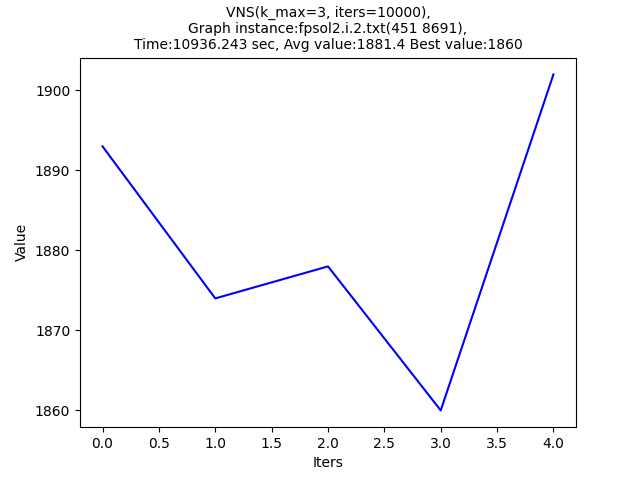 VNS(k_max=3, iters=10000),
Graph instance:fpsol2.i.2.txt(451 8691),
Time:10936.243 sec, Avg value:1881.4 Best value:1860
1900
1890
1880
1870
1860
Value
0.0 0.5 1.0 1.5 2.0 2.5 3.0 3.5 4.0
Iters